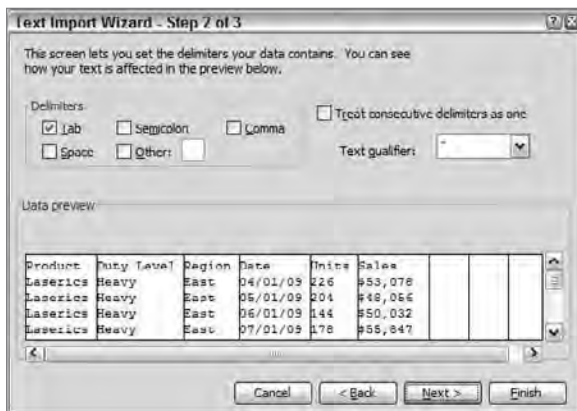 Text Import Wizard - Step 2 of 3
This screen lets you set the delimiters your data contains. You can see
how your text is affected in the preview below.
Delimiters
Tab Semicolon Comma
Space Other:
Treat consecutive delimiters as one
Text qualifier: "
Data preview
Product Duty Level Region Date Units Sales
Laserics Heavy East 04/01/09 226 $53,078
Laserics Heavy East 05/01/09 204 $48,056
Laserics Heavy East 06/01/09 144 $50,032
Laserics Heavy East 07/01/09 178 $55,847
Cancel < Back Next > Finish